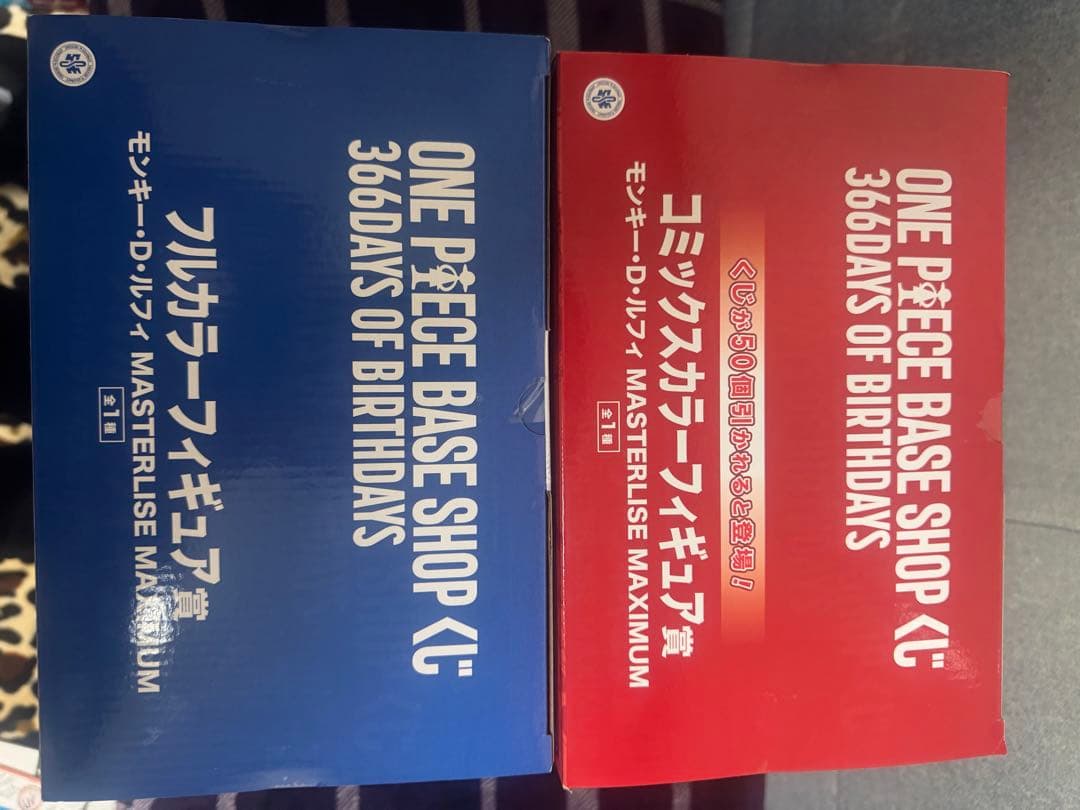 ONE PIECE BASE SHOP くじ
366DAYS OF BIRTHDAYS
フルカラーフィギュア賞
モンキー・D・ルフィ MASTERLISE MAXIMUM
全1種
ONE PIECE BASE SHOP くじ
366DAYS OF BIRTHDAYS
くじが50個引かれると登場!
コミックスカラーフィギュア賞
モンキー・D・ルフィ MASTERLISE MAXIMUM
全1種